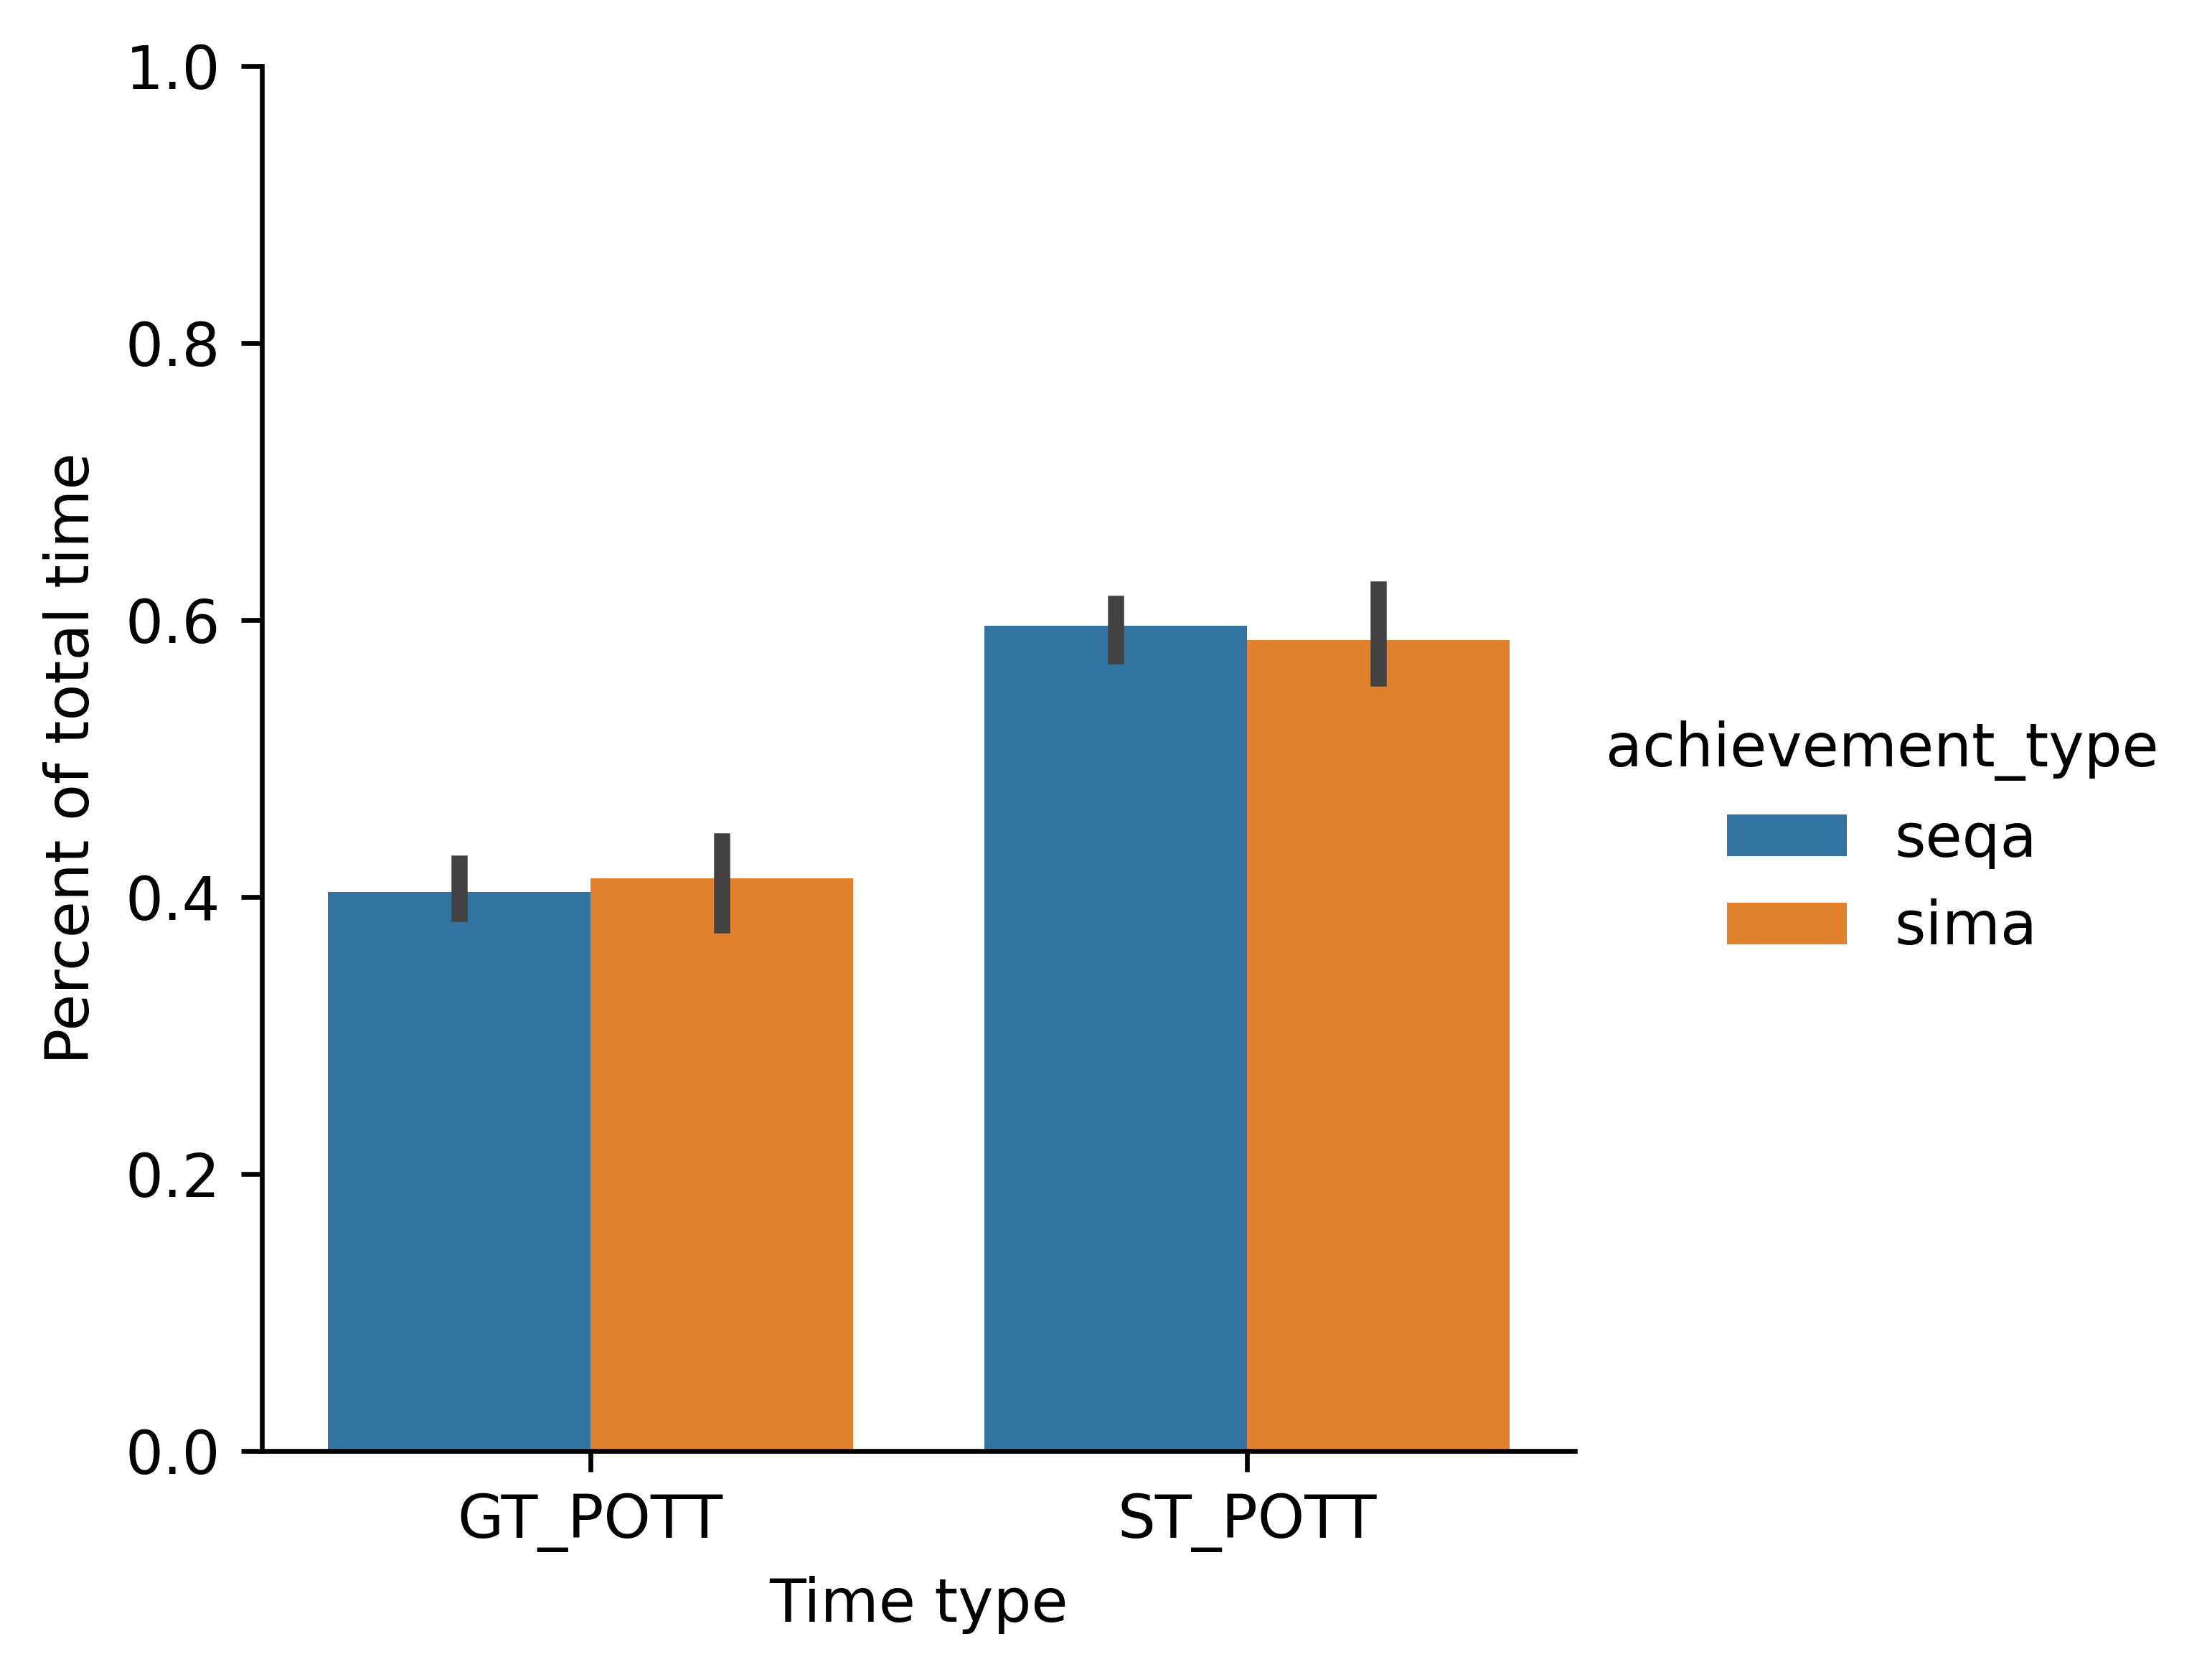 Percent of total time
1.0
0.8
0.6
0.4
0.2
0.0
GT_POTT
ST_POTT
Time type
achievement_type
seqa
sima